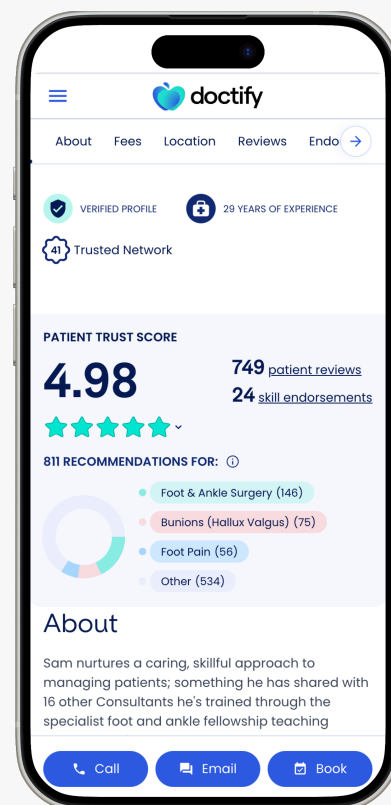 doctify
About Fees Location Reviews Endo
VERIFIED PROFILE 29 YEARS OF EXPERIENCE
41 Trusted Network
PATIENT TRUST SCORE
4.98 749 patient reviews
24 skill endorsements
811 RECOMMENDATIONS FOR:
Foot & Ankle Surgery (146)
Bunions (Hallux Valgus) (75)
Foot Pain (56)
Other (534)
About
Sam nurtures a caring, skillful approach to
managing patients; something he has shared with
16 other Consultants he's trained through the
specialist foot and ankle fellowship teaching
Call Email Book